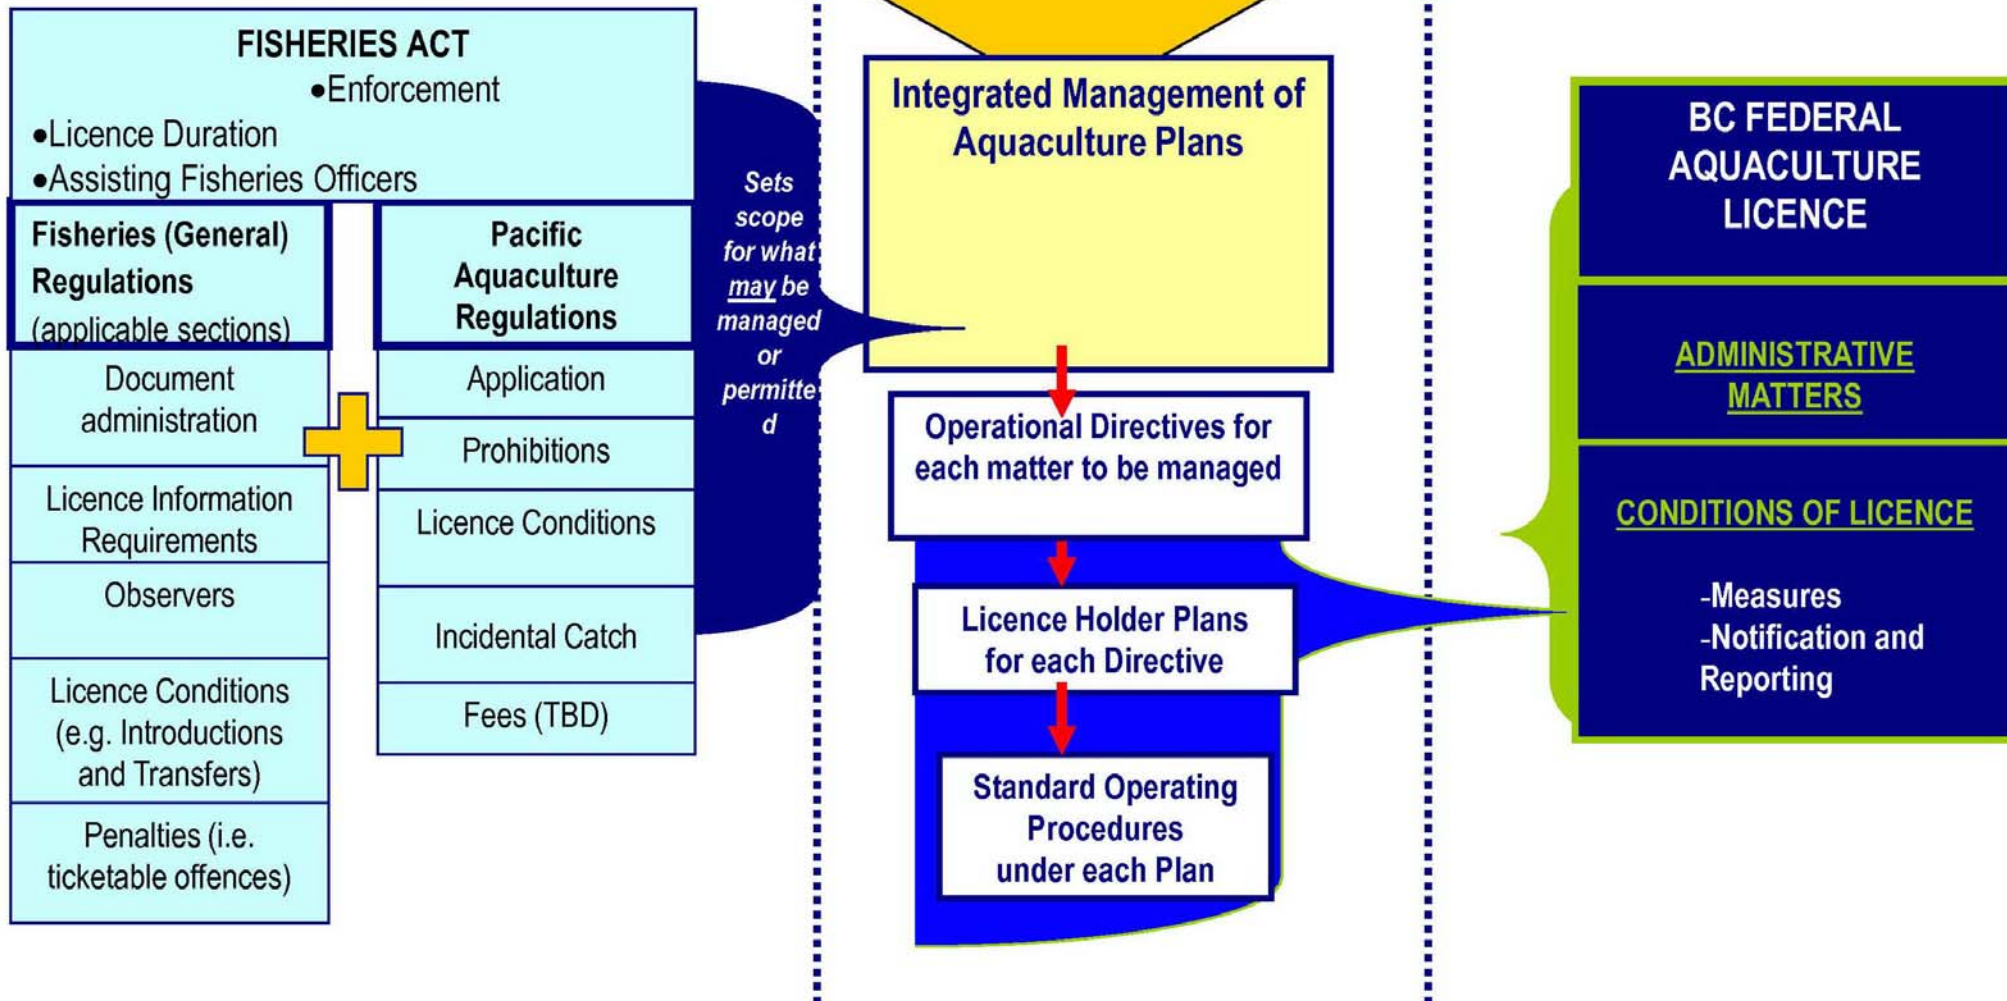 FISHERIES ACT
•Enforcement
•Licence Duration
•Assisting Fisheries Officers
Fisheries (General)
Regulations
(applicable sections)
Document
administration
Licence Information
Requirements
Observers
Licence Conditions
(e.g. Introductions
and Transfers)
Penalties (i.e.
ticketable offences)
Pacific
Aquaculture
Regulations
Application
Prohibitions
Licence Conditions
Incidental Catch
Fees (TBD)
Sets
scope
for what
may be
managed
or
permitte
d
Integrated Management of
Aquaculture Plans
Operational Directives for
each matter to be managed
Licence Holder Plans
for each Directive
Standard Operating
Procedures
under each Plan
BC FEDERAL
AQUACULTURE
LICENCE
ADMINISTRATIVE
MATTERS
CONDITIONS OF LICENCE
-Measures
-Notification and
Reporting